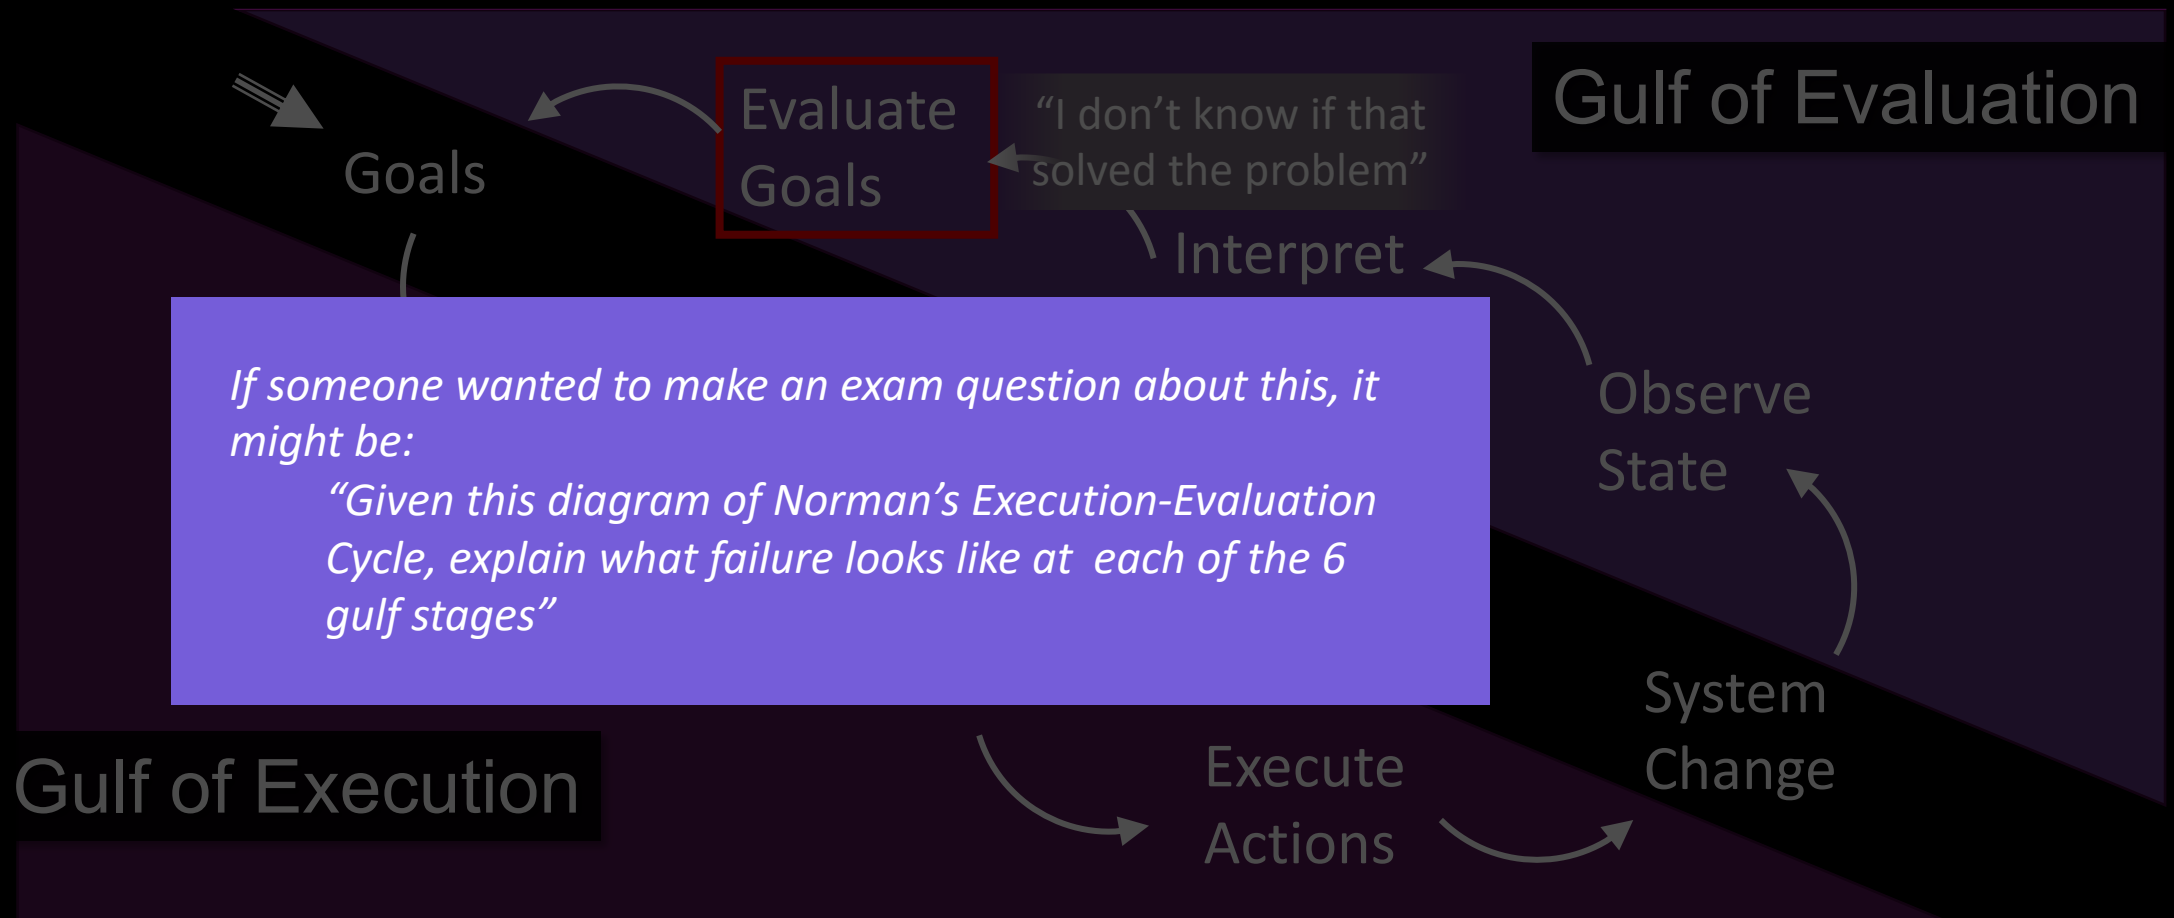 Gulf of Evaluation
Evaluate
Goals
“I don’t know if that
solved the problem”
Goals
Interpret
If someone wanted to make an exam question about this, it
might be:
“Given this diagram of Norman’s Execution-Evaluation
Cycle, explain what failure looks like at each of the 6
gulf stages”
Observe
State
System
Change
Gulf of Execution
Execute
Actions